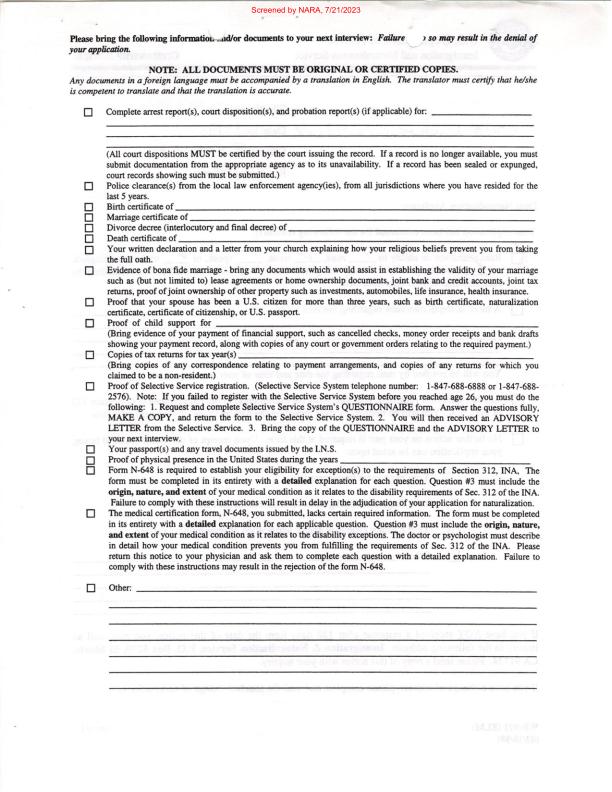 Screened by NARA, 7/21/2023
Please bring the following information and/or documents to your next interview: Failure so may result in the denial of
your application.
NOTE: ALL DOCUMENTS MUST BE ORIGINAL OR CERTIFIED COPIES.
Any documents in a foreign language must be accompanied by a translation in English. The translator must certify that he/she
is competent to translate and that the translation is accurate.
Complete arrest report(s), court disposition(s), and probation report(s) (if applicable) for:
(All court dispositions MUST be certified by the court issuing the record. If a record is no longer available, you must
submit documentation from the appropriate agency as to its unavailability. If a record has been sealed or expunged,
court records showing such must be submitted.)
Police clearance(s) from the local law enforcement agency(ies), from all jurisdictions where you have resided for the
last 5 years.
Birth certificate of
Marriage certificate of
Divorce decree (interlocutory and final decree) of
Death certificate of
Your written declaration and a letter from your church explaining how your religious beliefs prevent you from taking
the full oath.
Evidence of bona fide marriage - bring any documents which would assist in establishing the validity of your marriage
such as (but not limited to) lease agreements or home ownership documents, joint bank and credit accounts, joint tax
returns, proof of joint ownership of other property such as investments, automobiles, life insurance, health insurance.
Proof that your spouse has been a U.S. citizen for more than three years, such as birth certificate, naturalization
certificate, certificate of citizenship, or U.S. passport.
Proof of child support for
(Bring evidence of your payment of financial support, such as cancelled checks, money order receipts and bank drafts
showing your payment record, along with copies of any court or government orders relating to the required payment.)
Copies of tax returns for tax year(s)
(Bring copies of any correspondence relating to payment arrangements, and copies of any returns for which you
claimed to be a non-resident.)
Proof of Selective Service registration. (Selective Service System telephone number: 1-847-688-6888 or 1-847-688-
2576). Note: If you failed to register with the Selective Service System before you reached age 26, you must do the
following: 1. Request and complete Selective Service System's QUESTIONNAIRE form. Answer the questions fully,
MAKE A COPY, and return the form to the Selective Service System. 2. You will then received an ADVISORY
LETTER from the Selective Service. 3. Bring the copy of the QUESTIONNAIRE and the ADVISORY LETTER to
your next interview.
Your passport(s) and any travel documents issued by the I.N.S.
Proof of physical presence in the United States during the years
Form N-648 is required to establish your eligibility for exception(s) to the requirements of Section 312, INA. The
form must be completed in its entirety with a detailed explanation for each question. Question #3 must include the
origin, nature, and extent of your medical condition as it relates to the disability requirements of Sec. 312 of the INA.
Failure to comply with these instructions will result in delay in the adjudication of your application for naturalization.
The medical certification form, N-648, you submitted, lacks certain required information. The form must be completed
in its entirety with a detailed explanation for each applicable question. Question #3 must include the origin, nature,
and extent of your medical condition as it relates to the disability exceptions. The doctor or psychologist must describe
in detail how your medical condition prevents you from fulfilling the requirements of Sec. 312 of the INA. Please
return this notice to your physician and ask them to complete each question with a detailed explanation. Failure to
comply with these instructions may result in the rejection of the form N-648.
Other: